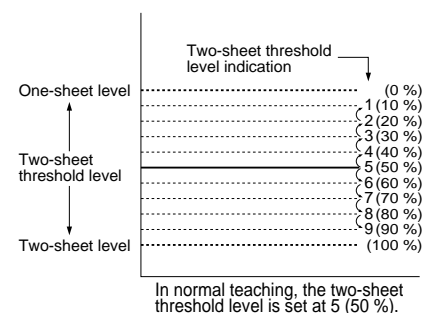 Two-sheet threshold
level indication
One-sheet level
(0 %)
1 (10 %)
2 (20 %)
3 (30 %)
4 (40 %)
Two-sheet
threshold level
5 (50 %)
6 (60 %)
7 (70 %)
8 (80 %)
9 (90 %)
Two-sheet level
(100 %)
In normal teaching, the two-sheet
threshold level is set at 5 (50 %).